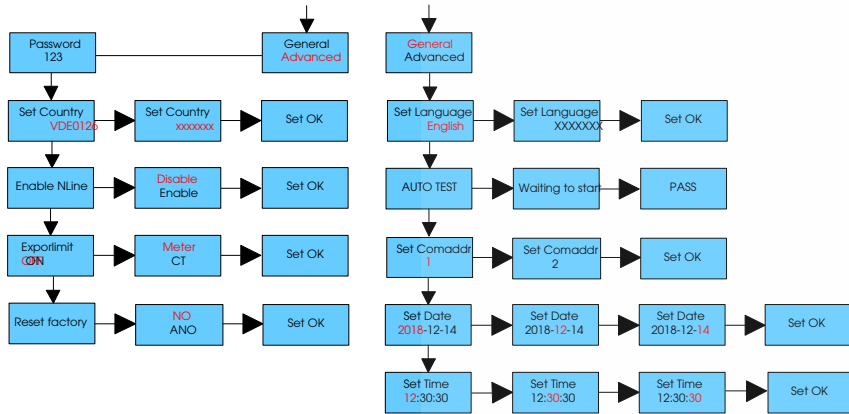 Password
123
General
Advanced
Set Country
VDE0126
Set Country
xxxxxxx
Set OK
Enable NLine
Disable
Enable
Set OK
Exporlimit
Meter
CT
Set OK
Reset factory
NO
ANO
Set OK
General
Advanced
Set Language
English
Set Language
XXXXXXX
Set OK
AUTO TEST
Waiting to start
PASS
Set Comaddr
1
Set Comaddr
2
Set OK
Set Date
2018-12-14
Set Date
2018-12-14
Set Date
2018-12-14
Set OK
Set Time
12:30:30
Set Time
12:30:30
Set Time
12:30:30
Set OK